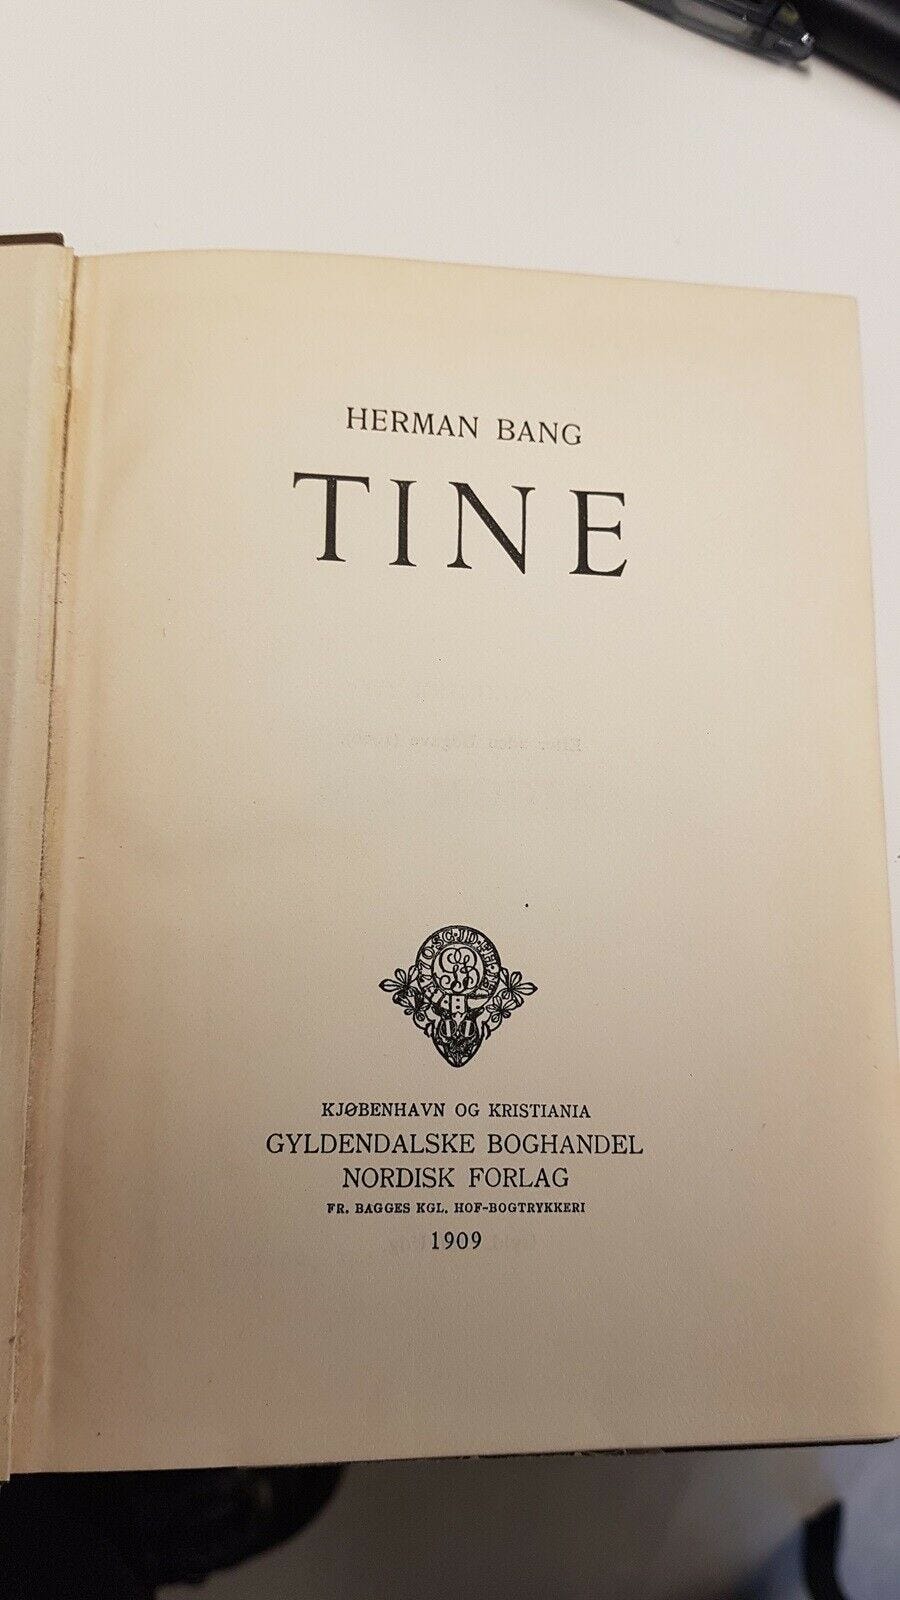 HERMAN BANG
TINE
KJØBENHAVN OG KRISTIANIA
GYLDENDALSKE BOGHANDEL
NORDISK FORLAG
FR. BAGGES KGL. HOF-BOGTRYKKERI
1909